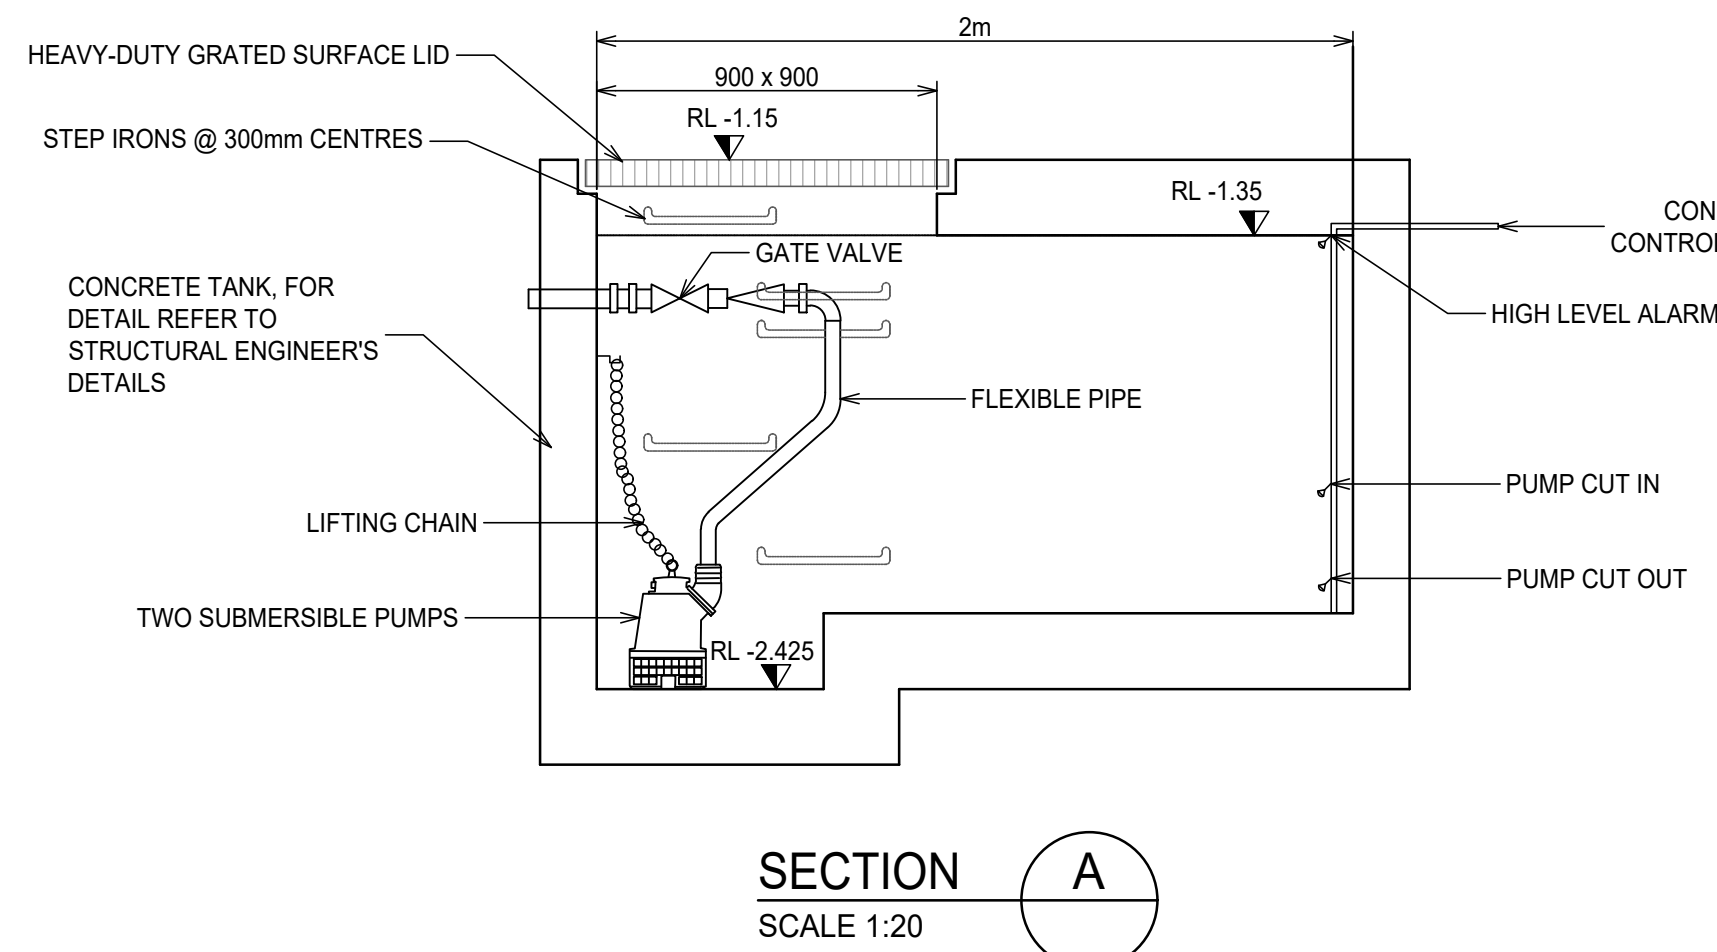 2m
HEAVY-DUTY GRATED SURFACE LID
900 x 900
RL -1.15
STEP IRONS @ 300mm CENTRES
RL -1.35
CON
CONTROL
GATE VALVE
CONCRETE TANK, FOR
DETAIL REFER TO
STRUCTURAL ENGINEER'S
DETAILS
HIGH LEVEL ALARM
FLEXIBLE PIPE
PUMP CUT IN
LIFTING CHAIN
PUMP CUT OUT
TWO SUBMERSIBLE PUMPS
RL -2.425
SECTION
A
SCALE 1:20